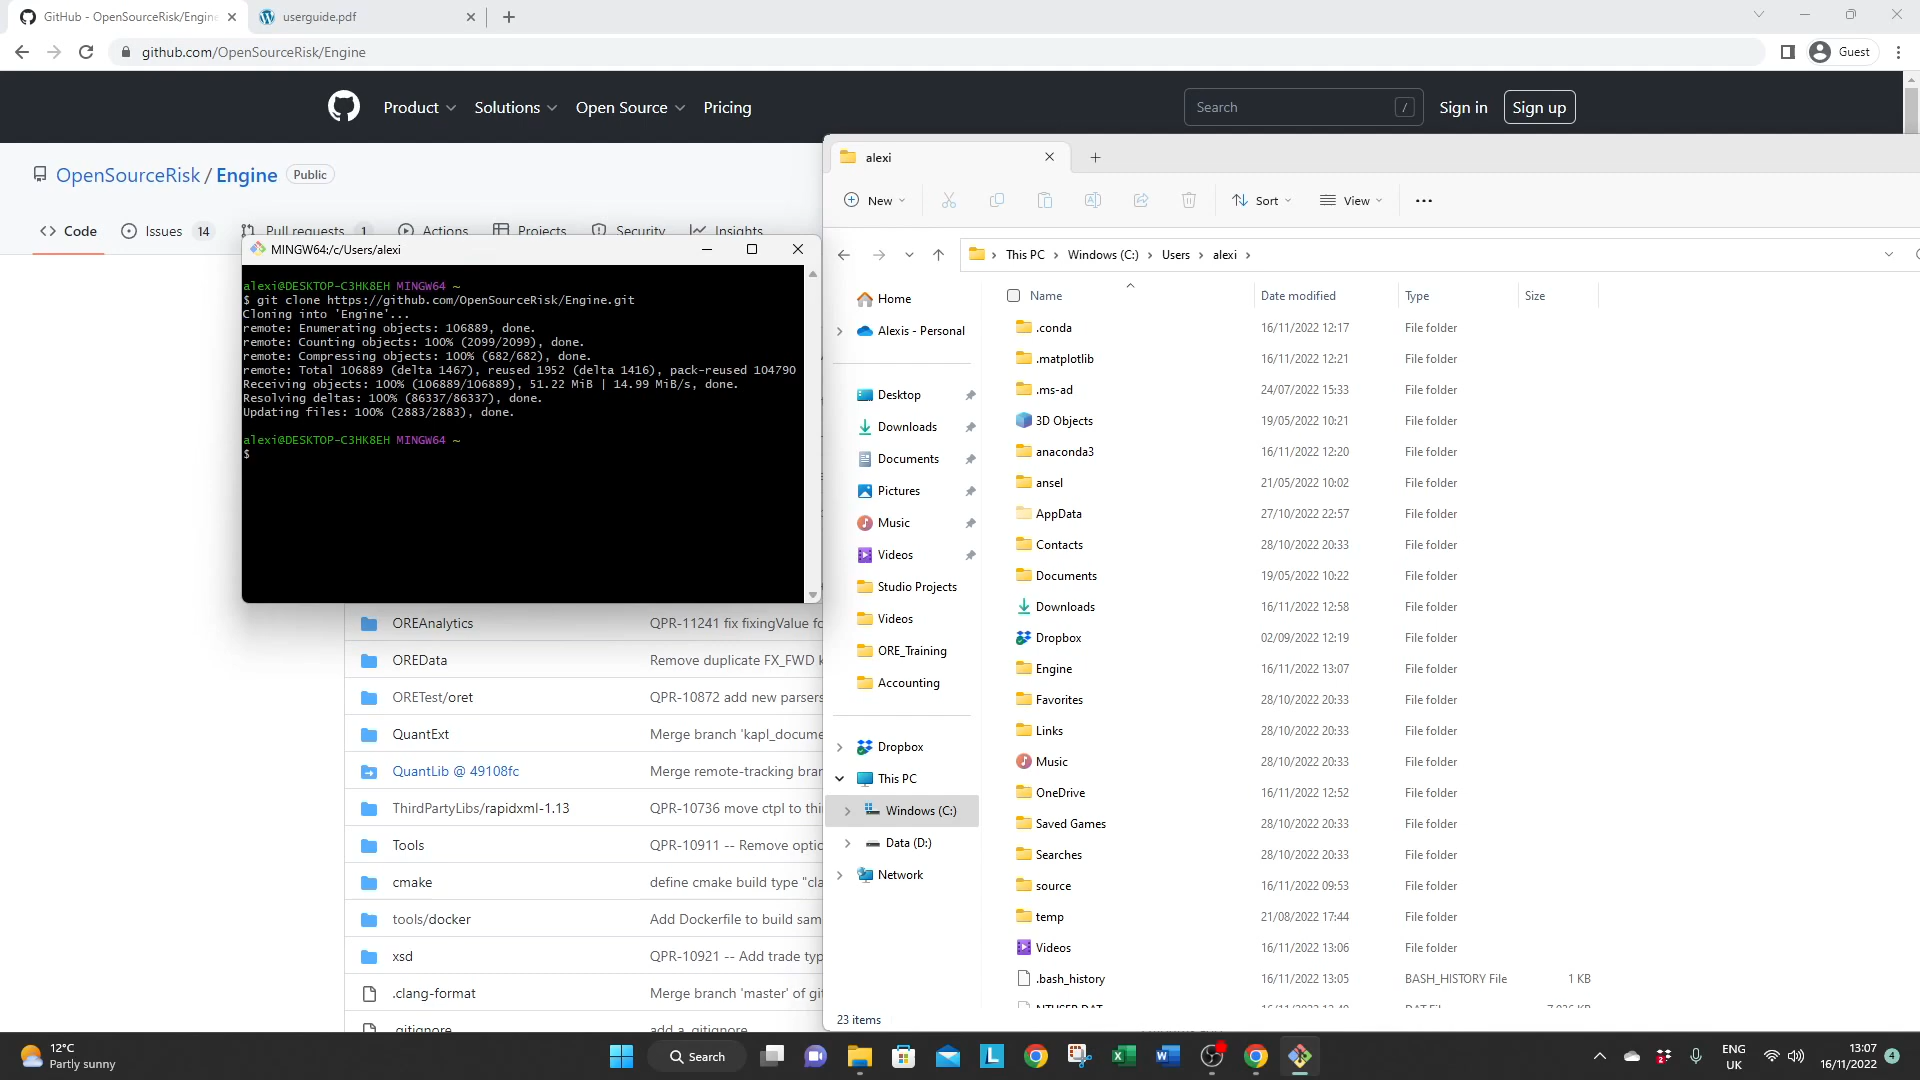 GitHub - OpenSourceRisk/Engine
userguide.pdf
github.com/OpenSourceRisk/Engine
Guest
Product
Solutions
Open Source
Pricing
Search
/
Sign in
Sign up
OpenSourceRisk / Engine
Public
Code
Issues 14
Pull requests 1
Actions
Projects
Security
Insights
MINGW64:/c/Users/alexi
alexi@DESKTOP-C3HK8EH MINGW64 ~
$ git clone https://github.com/OpenSourceRisk/Engine.git
Cloning into 'Engine'...
remote: Enumerating objects: 106889, done.
remote: Counting objects: 100% (2099/2099), done.
remote: Compressing objects: 100% (682/682), done.
remote: Total 106889 (delta 1467), reused 1952 (delta 1416), pack-reused 104790
Receiving objects: 100% (106889/106889), 51.22 MiB | 14.99 MiB/s, done.
Resolving deltas: 100% (86337/86337), done.
Updating files: 100% (2883/2883), done.
alexi@DESKTOP-C3HK8EH MINGW64 ~
$
OREAnalytics QPR-11241 fix fixingValue fo
OREData Remove duplicate FX_FWD k
ORETest/oret QPR-10872 add new parsers
QuantExt Merge branch 'kapl_docume
QuantLib @ 49108fc Merge remote-tracking bran
ThirdPartyLibs/rapidxml-1.13 QPR-10736 move ctpl to thi
Tools QPR-10911 -- Remove optio
cmake define cmake build type "cla
tools/docker Add Dockerfile to build sam
xsd QPR-10921 -- Add trade typ
.clang-format Merge branch 'master' of gi
.gitignore add a .gitignore
alexi
New
Sort
View
This PC > Windows (C:) > Users > alexi >
Home
Alexis - Personal
Desktop
Downloads
Documents
Pictures
Music
Videos
Studio Projects
Videos
ORE_Training
Accounting
Dropbox
This PC
Windows (C:)
Data (D:)
Network
Name Date modified Type Size
.conda 16/11/2022 12:17 File folder
.matplotlib 16/11/2022 12:21 File folder
.ms-ad 24/07/2022 15:33 File folder
3D Objects 19/05/2022 10:21 File folder
anaconda3 16/11/2022 12:20 File folder
ansel 21/05/2022 10:02 File folder
AppData 27/10/2022 22:57 File folder
Contacts 28/10/2022 20:33 File folder
Documents 19/05/2022 10:22 File folder
Downloads 16/11/2022 12:58 File folder
Dropbox 02/09/2022 12:19 File folder
Engine 16/11/2022 13:07 File folder
Favorites 28/10/2022 20:33 File folder
Links 28/10/2022 20:33 File folder
Music 28/10/2022 20:33 File folder
OneDrive 16/11/2022 12:52 File folder
Saved Games 28/10/2022 20:33 File folder
Searches 28/10/2022 20:33 File folder
source 16/11/2022 09:53 File folder
temp 21/08/2022 17:44 File folder
Videos 16/11/2022 13:06 File folder
.bash_history 16/11/2022 13:05 BASH_HISTORY File 1 KB
23 items
12°C
Partly sunny
Search
ENG
UK
13:07
16/11/2022
4